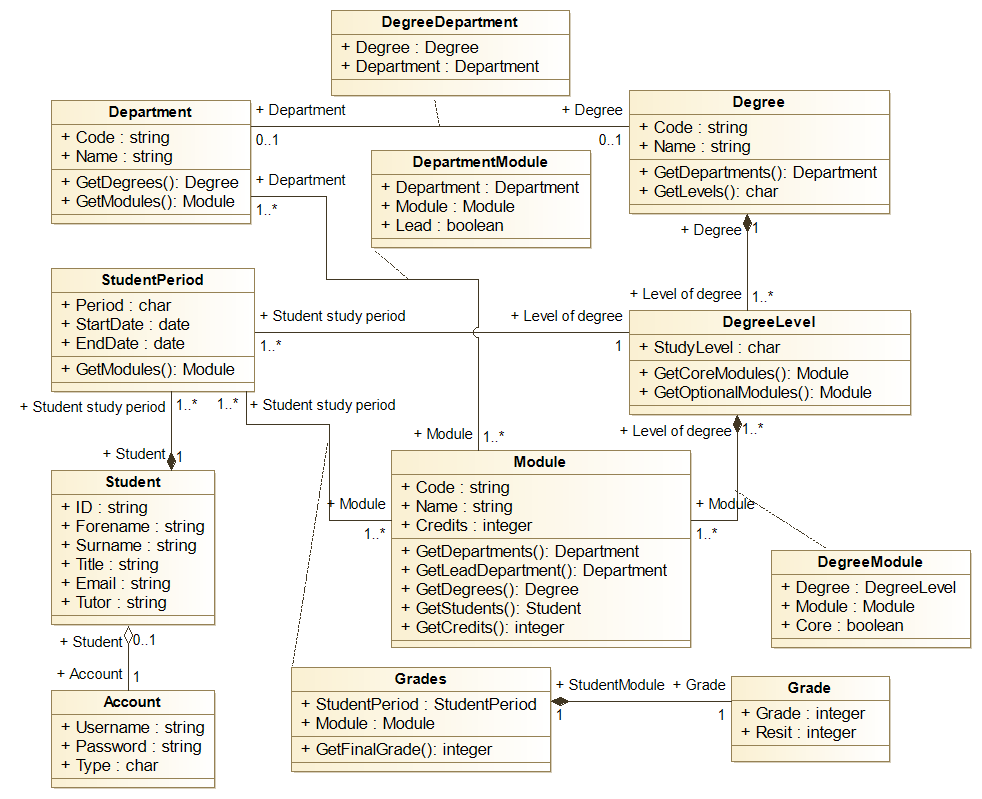 DegreeDepartment
+ Degree : Degree
+ Department : Department
Department
+ Code : string
+ Name : string
+ GetDegrees(): Degree
+ GetModules(): Module
+ Department
0..1
+ Degree
0..1
Degree
+ Code : string
+ Name : string
+ GetDepartments(): Department
+ GetLevels(): char
+ Department
1..*
DepartmentModule
+ Department : Department
+ Module : Module
+ Lead : boolean
+ Degree
1
+ Level of degree
1..*
StudentPeriod
+ Period : char
+ StartDate : date
+ EndDate : date
+ GetModules(): Module
+ Student study period
1..*
+ Level of degree
1
DegreeLevel
+ StudyLevel : char
+ GetCoreModules(): Module
+ GetOptionalModules(): Module
+ Student study period
1..*
1..*
+ Student study period
+ Module
1..*
+ Level of degree
1..*
+ Student
1
Student
+ ID : string
+ Forename : string
+ Surname : string
+ Title : string
+ Email : string
+ Tutor : string
+ Module
1..*
Module
+ Code : string
+ Name : string
+ Credits : integer
+ GetDepartments(): Department
+ GetLeadDepartment(): Department
+ GetDegrees(): Degree
+ GetStudents(): Student
+ GetCredits(): integer
+ Module
1..*
DegreeModule
+ Degree : DegreeLevel
+ Module : Module
+ Core : boolean
+ Student
0..1
+ Account
1
Account
+ Username : string
+ Password : string
+ Type : char
Grades
+ StudentPeriod : StudentPeriod
+ Module : Module
+ GetFinalGrade(): integer
+ StudentModule
1
+ Grade
1
Grade
+ Grade : integer
+ Resit : integer